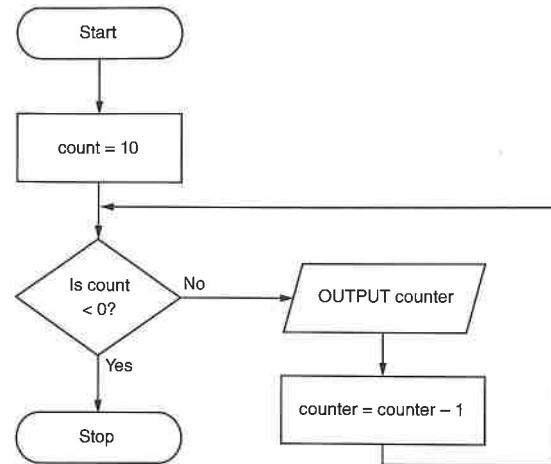 Start
count = 10
Is count
< 0?
No
OUTPUT counter
Yes
counter = counter – 1
Stop